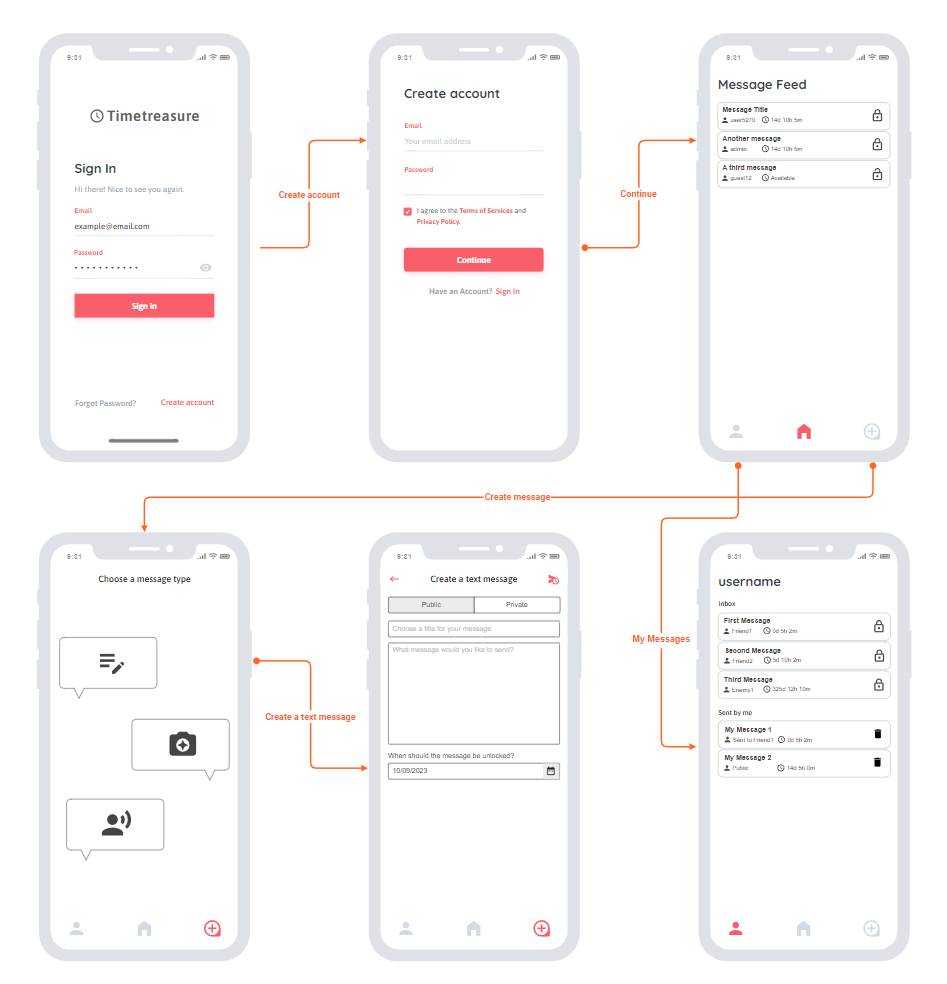 9:31
Timetreasure
Sign In
Hi there! Nice to see you again.
Email
example@email.com
Password
Sign in
Forgot Password?
Create account
Create account
9:31
Create account
Email
Your email address
Password
I agree to the Terms of Services and
Privacy Policy.
Continue
Have an Account? Sign In
Continue
9:31
Message Feed
Message Title
user5270 14d 10h 5m
Another message
admin 14d 10h 5m
A third message
guest12 Available
Create message
9:31
Choose a message type
Create a text message
9:31
Create a text message
Public
Private
Choose a title for your message
What message would you like to send?
When should the message be unlocked?
10/09/2023
My Messages
9:31
username
Inbox
First Message
Friend1 0d 5h 2m
Second Message
Friend2 5d 10h 2m
Third Message
Enemy1 325d 12h 10m
Sent by me
My Message 1
Sent to Friend1 0d 5h 2m
My Message 2
Public 14d 5h 0m